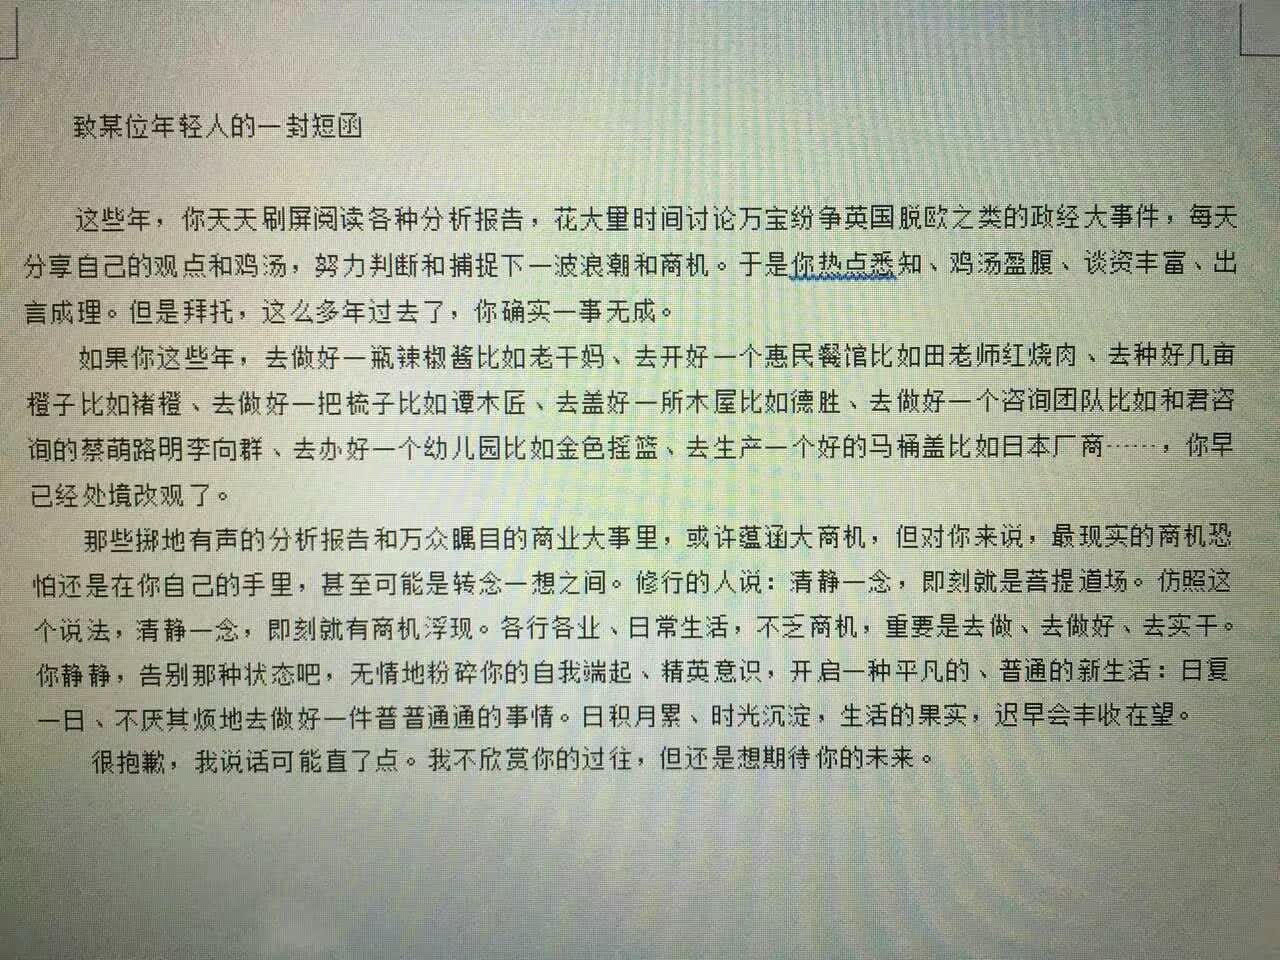 致某位年轻人的一封短函
这些年，你天天刷屏阅读各种分析报告，花大量时间讨论万宝纷争英国脱欧之类的政经大事件，每天
分享自己的观点和鸡汤，努力判断和捕捉下一波浪潮和商机。于是你热点悉知、鸡汤盈腹、谈资丰富、出
言成理。但是拜托，这么多年过去了，你确实一事无成。
如果你这些年，去做好一瓶辣椒酱比如老干妈、去开好一个惠民餐馆比如田老师红烧肉、去种好几亩
橙子比如褚橙、去做好一把梳子比如谭木匠、去盖好一所木屋比如德胜、去做好一个咨询团队比如和君咨
询的蔡萌路明李向群、去办好一个幼儿园比如金色摇篮、去生产一个好的马桶盖比如日本厂商……，你早
已经处境改观了。
那些掷地有声的分析报告和万众瞩目的商业大事里，或许蕴涵大商机，但对你来说，最现实的商机恐
怕还是在你自己的手里，甚至可能是转念一想之间。修行的人说：清静一念，即刻就是菩提道场。仿照这
个说法，清静一念，即刻就有商机浮现。各行各业、日常生活，不乏商机，重要是去做、去做好、去实干。
你静静，告别那种状态吧，无情地粉碎你的自我端起、精英意识，开启一种平凡的、普通的新生活：日复
一日、不厌其烦地去做好一件普普通通的事情。日积月累、时光沉淀，生活的果实，迟早会丰收在望。
很抱歉，我说话可能直了点。我不欣赏你的过往，但还是想期待你的未来。